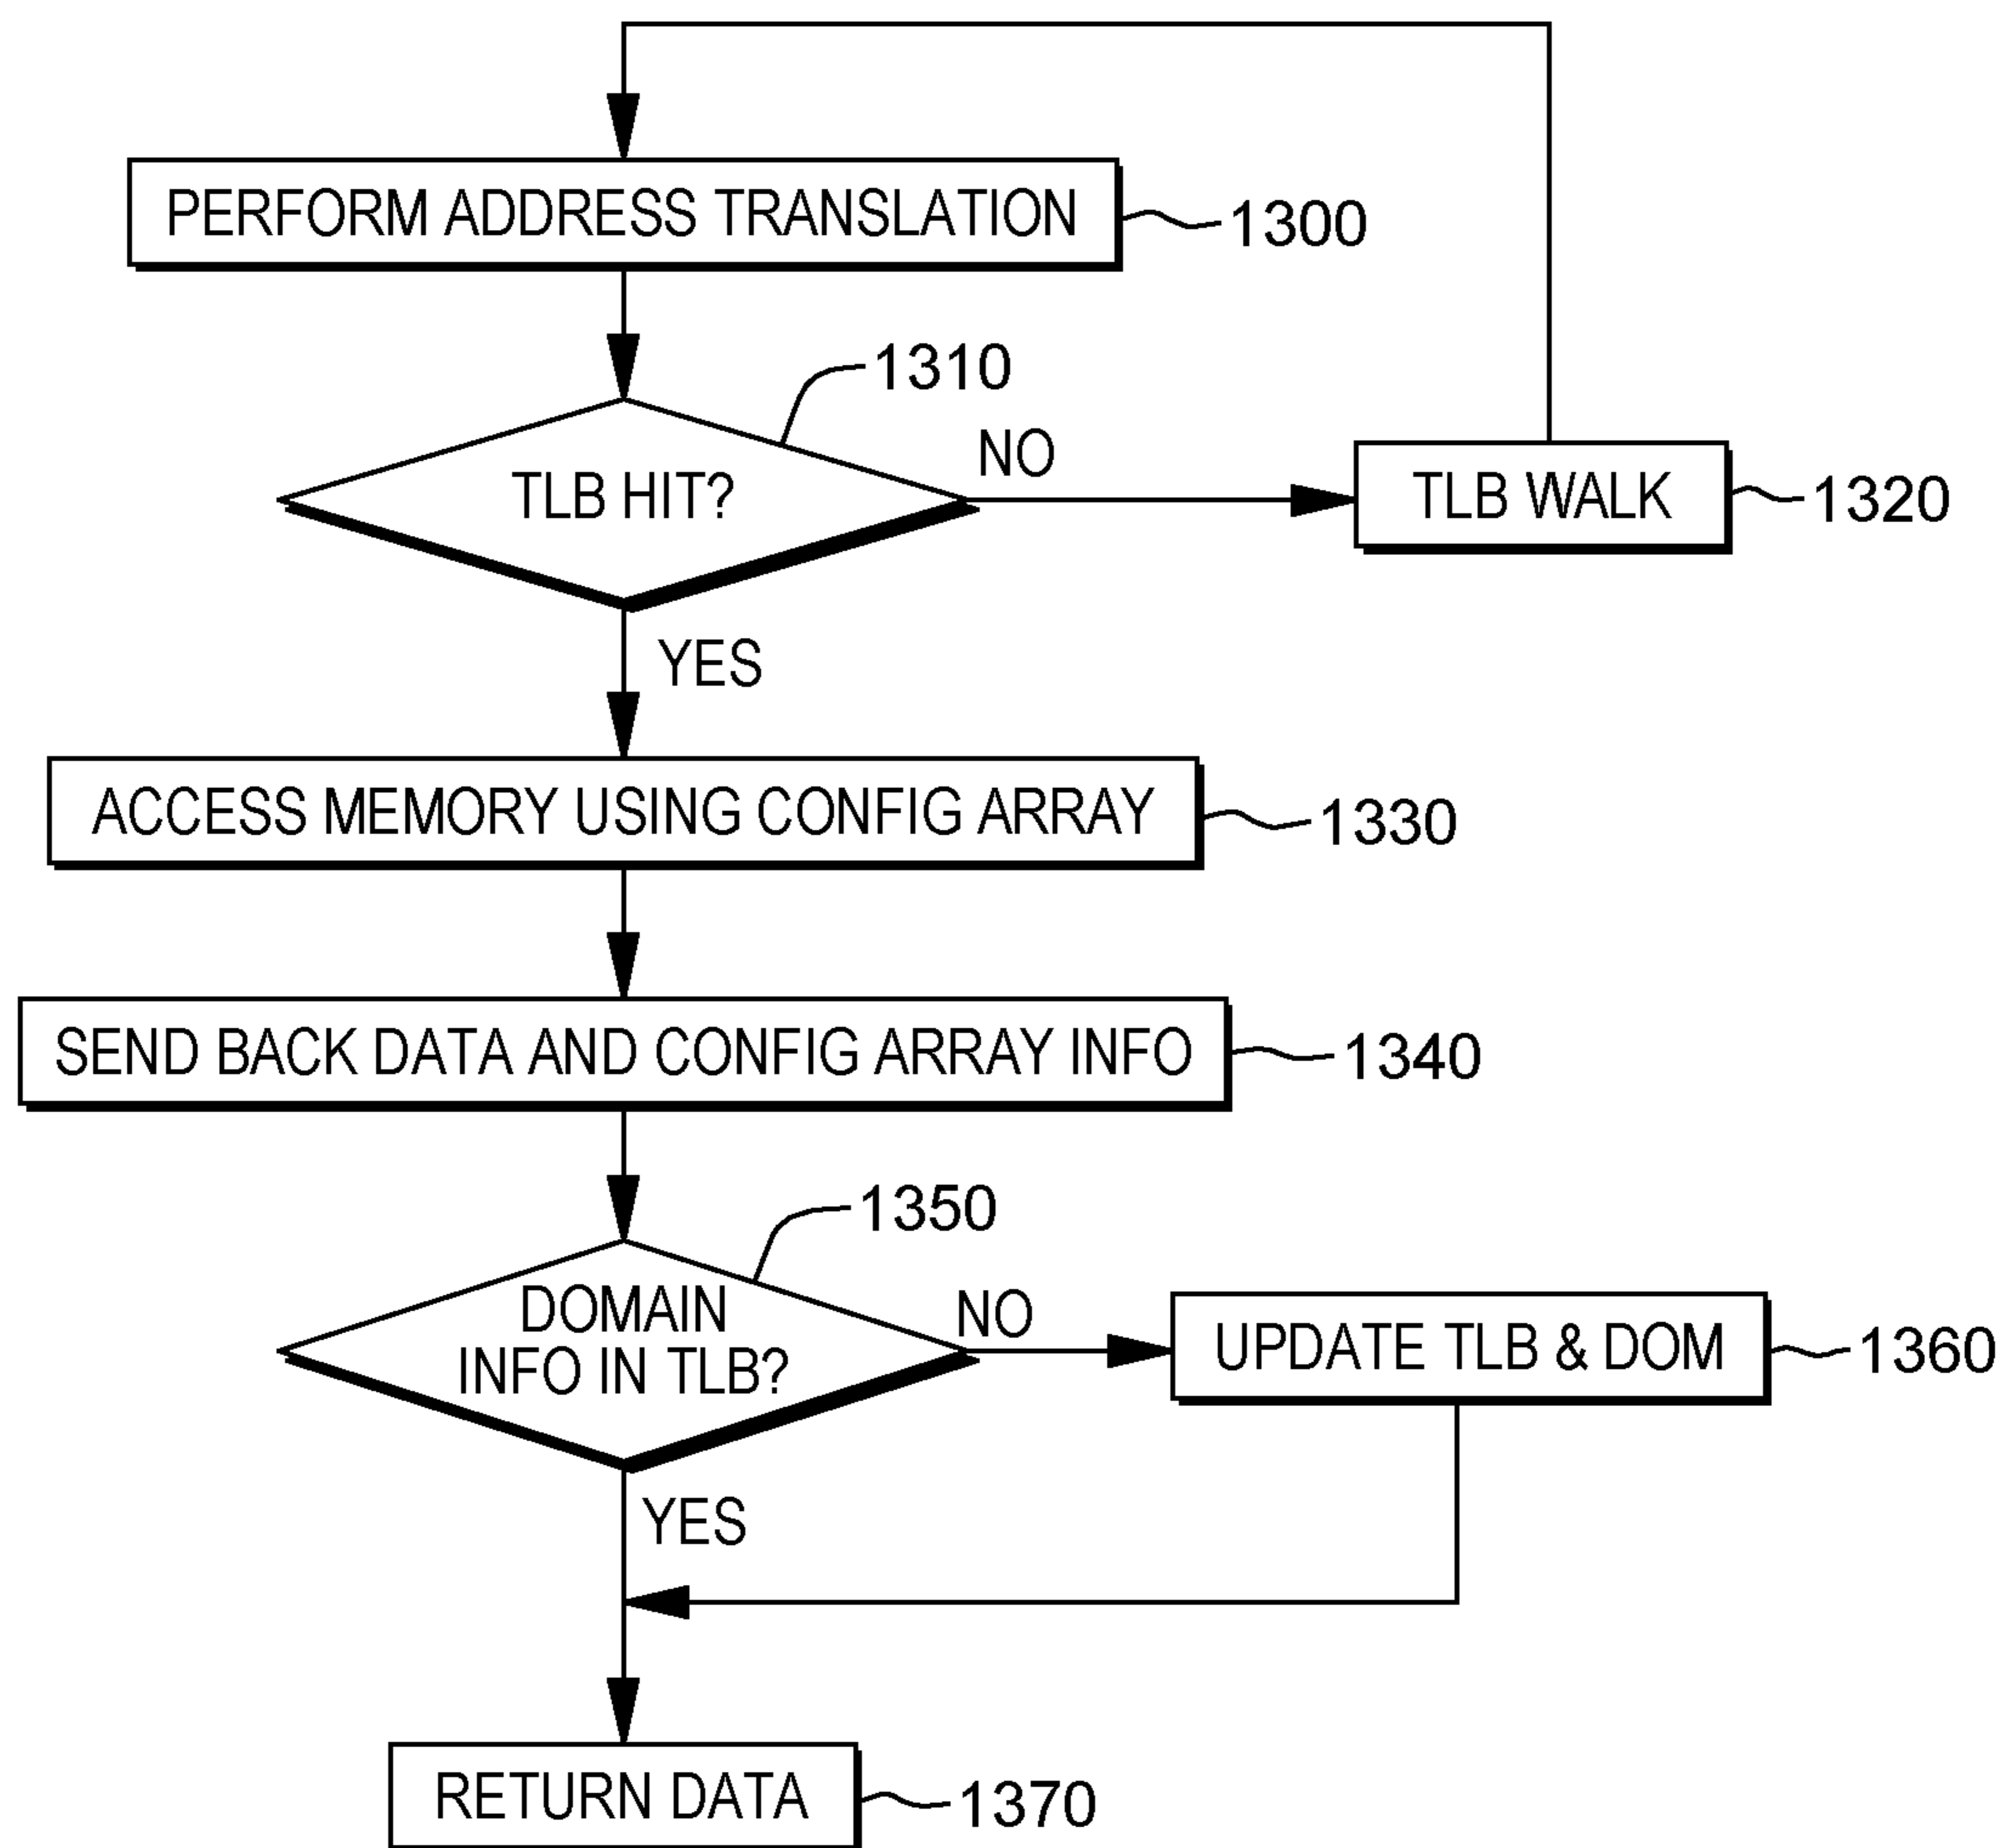 PERFORM ADDRESS TRANSLATION
1300
1310
TLB HIT?
NO
TLB WALK
1320
YES
ACCESS MEMORY USING CONFIG ARRAY
1330
SEND BACK DATA AND CONFIG ARRAY INFO
1340
1350
DOMAIN
INFO IN TLB?
NO
UPDATE TLB & DOM
1360
YES
RETURN DATA
1370